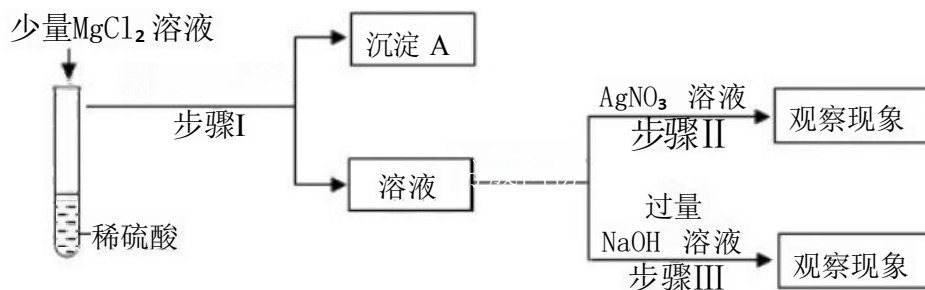 少量MgCl₂ 溶液
沉淀 A
步骤I
稀硫酸
溶液
AgNO₃ 溶液
步骤II
观察现象
过量
NaOH 溶液
步骤III
观察现象